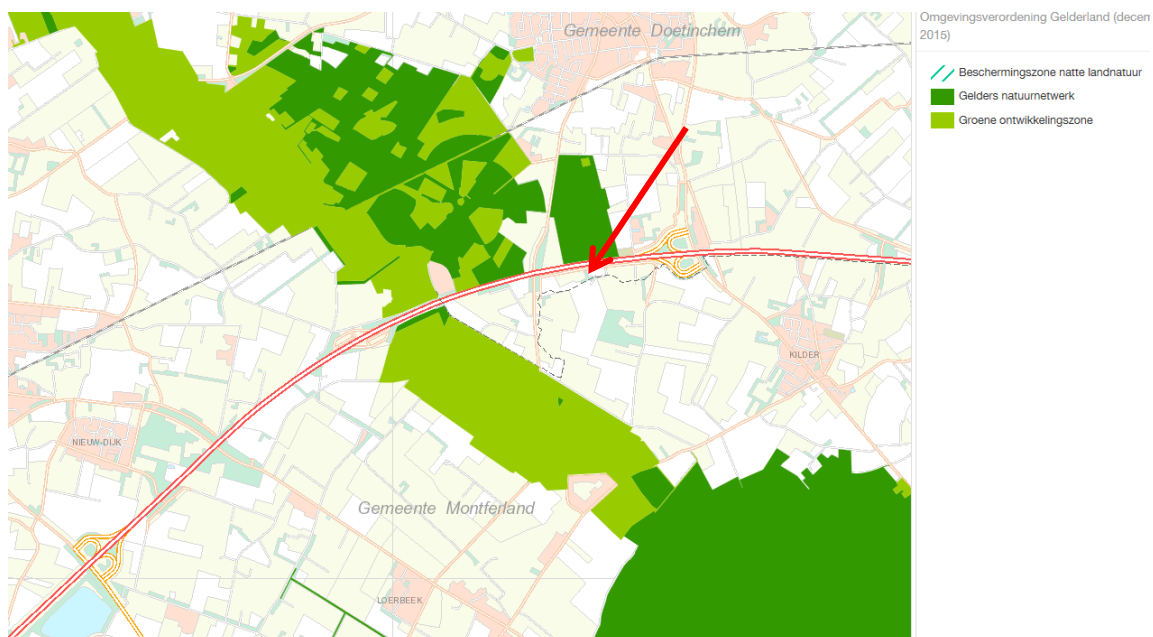 Omgevingsverordening Gelderland (decem
2015)
Beschermingszone natte landnatuur
Gelders natuurnetwerk
Groene ontwikkelingszone
Gemeente Doetinchem
KILDER
NIEUW-DIJK
Gemeente Montferland
LOERBEEK